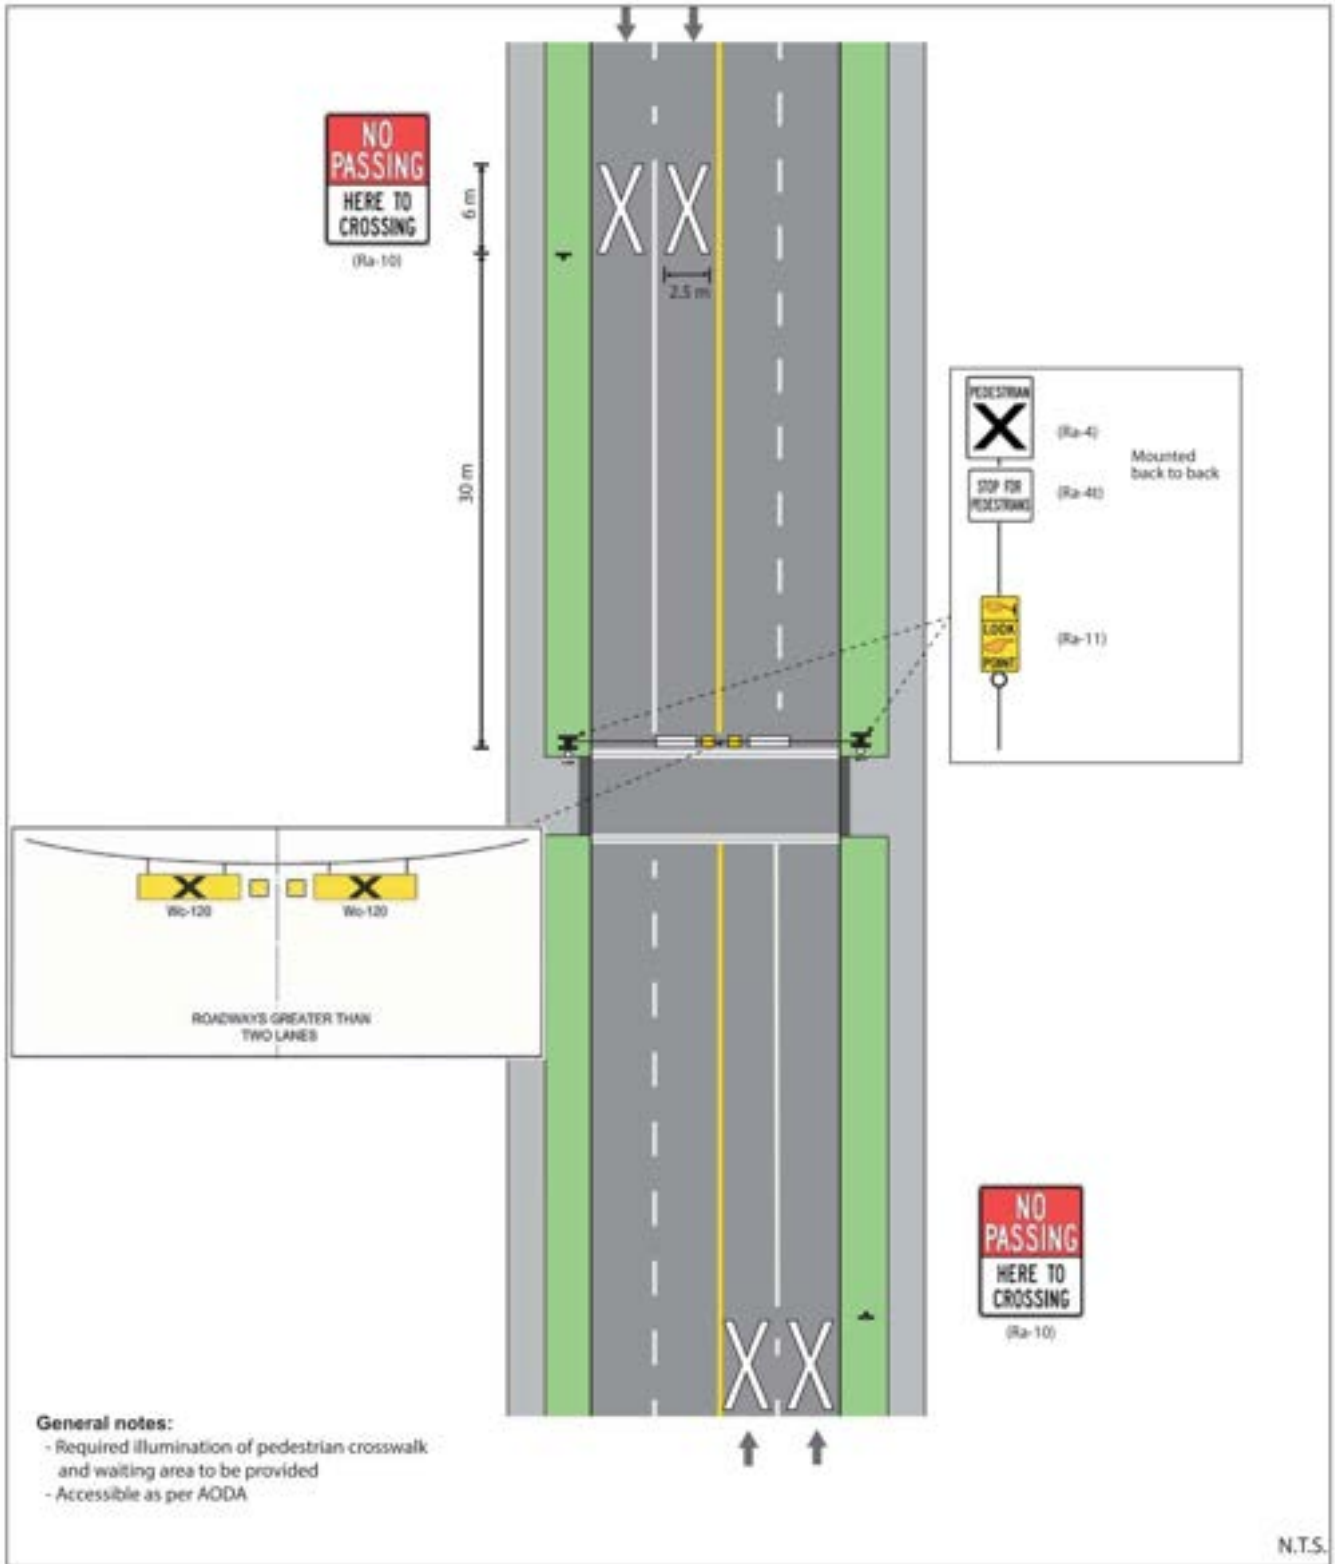 NO
PASSING
HERE TO
CROSSING
(Ra-10)
6 m
2.5 m
30 m
PEDESTRIAN
X
(Ra-4)
Mounted
back to back
STOP FOR
PEDESTRIANS
(Ra-4t)
LOOK
POINT
(Ra-11)
Wc-120
Wc-120
ROADWAYS GREATER THAN
TWO LANES
NO
PASSING
HERE TO
CROSSING
(Ra-10)
General notes:
- Required illumination of pedestrian crosswalk
and waiting area to be provided
- Accessible as per AODA
N.T.S.